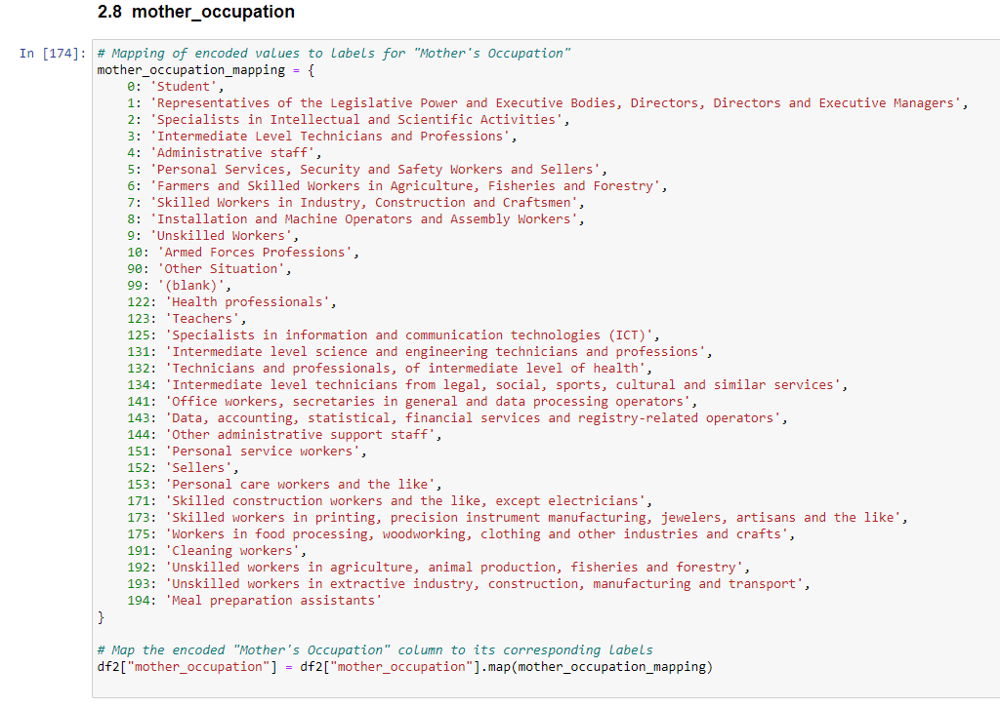 2.8 mother_occupation
In [174]: # Mapping of encoded values to labels for "Mother's Occupation"
mother_occupation_mapping = {
    0: 'Student',
    1: 'Representatives of the Legislative Power and Executive Bodies, Directors, Directors and Executive Managers',
    2: 'Specialists in Intellectual and Scientific Activities',
    3: 'Intermediate Level Technicians and Professions',
    4: 'Administrative staff',
    5: 'Personal Services, Security and Safety Workers and Sellers',
    6: 'Farmers and Skilled Workers in Agriculture, Fisheries and Forestry',
    7: 'Skilled Workers in Industry, Construction and Craftsmen',
    8: 'Installation and Machine Operators and Assembly Workers',
    9: 'Unskilled Workers',
    10: 'Armed Forces Professions',
    90: 'Other Situation',
    99: '(blank)',
    122: 'Health professionals',
    123: 'Teachers',
    125: 'Specialists in information and communication technologies (ICT)',
    131: 'Intermediate level science and engineering technicians and professions',
    132: 'Technicians and professionals, of intermediate level of health',
    134: 'Intermediate level technicians from legal, social, sports, cultural and similar services',
    141: 'Office workers, secretaries in general and data processing operators',
    143: 'Data, accounting, statistical, financial services and registry-related operators',
    144: 'Other administrative support staff',
    151: 'Personal service workers',
    152: 'Sellers',
    153: 'Personal care workers and the like',
    171: 'Skilled construction workers and the like, except electricians',
    173: 'Skilled workers in printing, precision instrument manufacturing, jewelers, artisans and the like',
    175: 'Workers in food processing, woodworking, clothing and other industries and crafts',
    191: 'Cleaning workers',
    192: 'Unskilled workers in agriculture, animal production, fisheries and forestry',
    193: 'Unskilled workers in extractive industry, construction, manufacturing and transport',
    194: 'Meal preparation assistants'
}
# Map the encoded "Mother's Occupation" column to its corresponding labels
df2["mother_occupation"] = df2["mother_occupation"].map(mother_occupation_mapping)